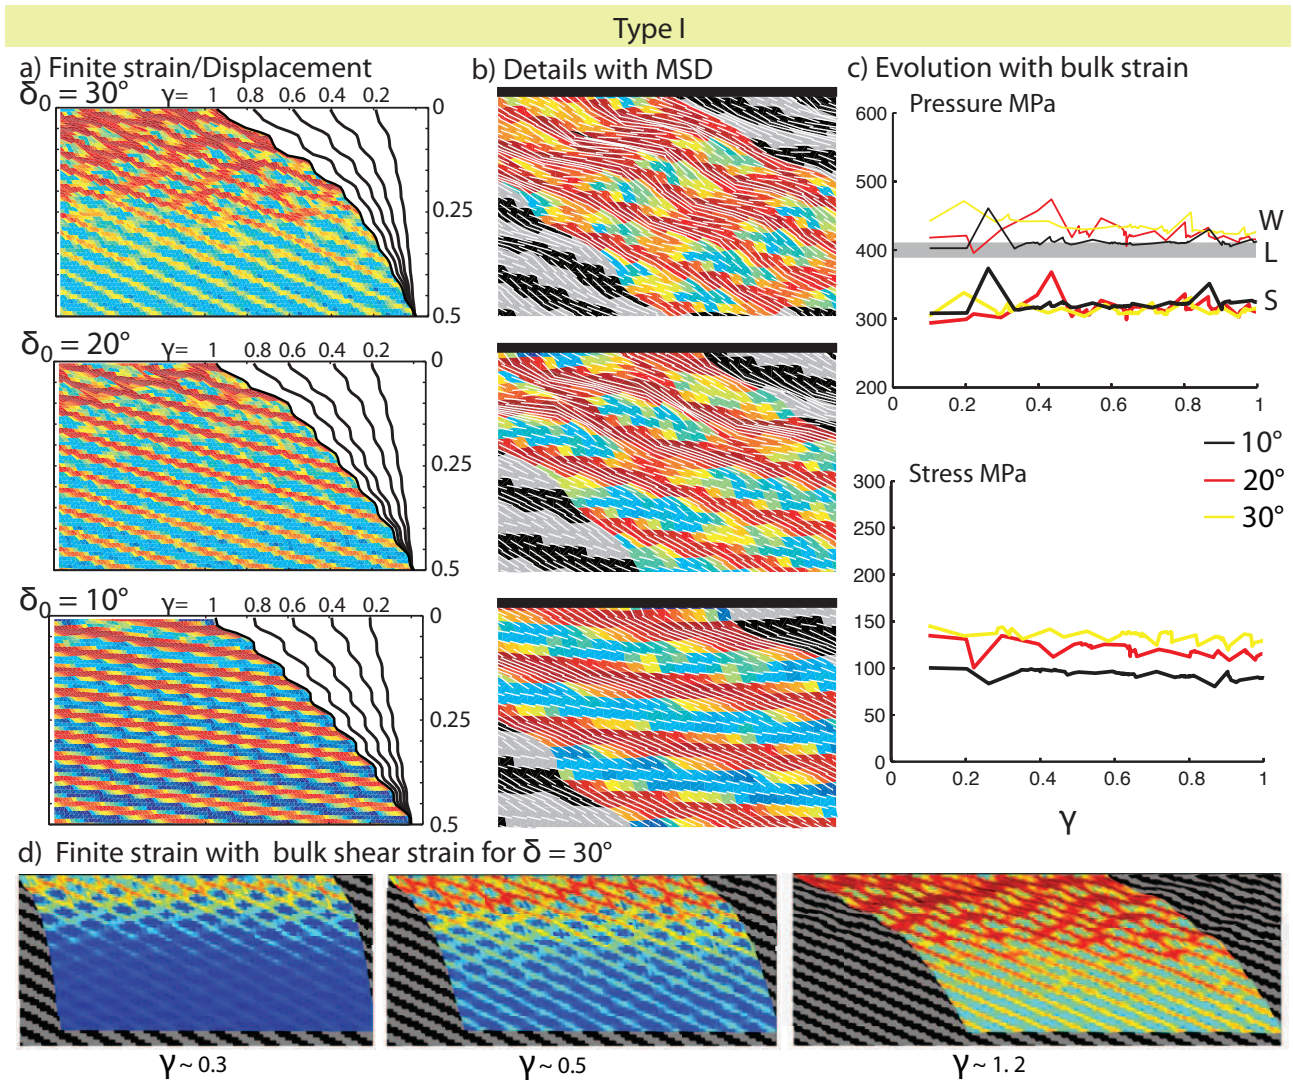 Type I
a) Finite strain/Displacement
δ0 = 30°
γ= 1 0.8 0.6 0.4 0.2
0
0.25
0.5
δ0 = 20°
γ= 1 0.8 0.6 0.4 0.2
0
0.25
0.5
δ0 = 10°
γ= 1 0.8 0.6 0.4 0.2
0
0.25
0.5
b) Details with MSD
c) Evolution with bulk strain
Pressure MPa
600
500
400
300
200
W
L
S
0 0.2 0.4 0.6 0.8 1
10°
20°
30°
Stress MPa
300
250
200
150
100
50
0
0 0.2 0.4 0.6 0.8 1
γ
d) Finite strain with bulk shear strain for δ = 30°
γ ~ 0.3
γ ~ 0.5
γ ~ 1. 2